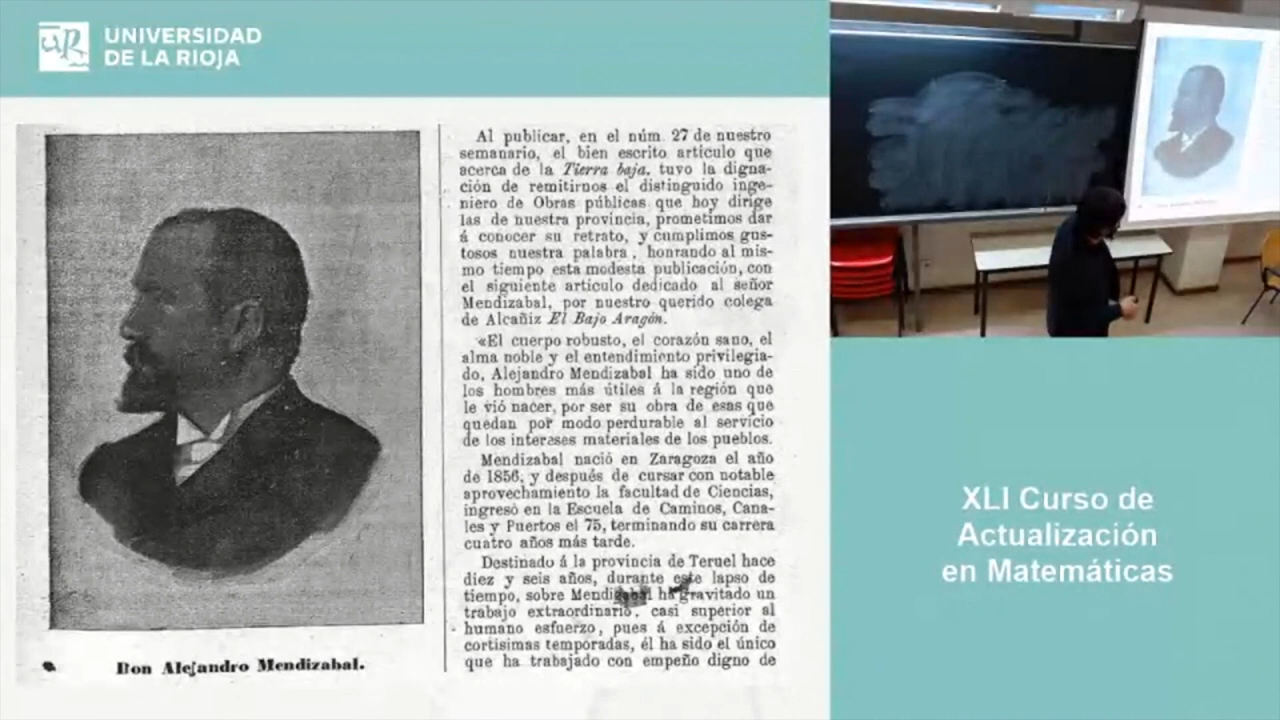 UNIVERSIDAD
DE LA RIOJA
Al publicar, en el núm. 27 de nuestro
semanario, el bien escrito artículo que
acerca de la Tierra baja, tuvo la digna-
ción de remitirnos el distinguido inge-
niero de Obras públicas que hoy dirige
las de nuestra provincia, prometimos dar
á conocer su retrato, y cumplimos gus-
tosos nuestra palabra, honrando al mis-
mo tiempo esta modesta publicación, con
el siguiente artículo dedicado al señor
Mendizabal, por nuestro querido colega
de Alcañiz El Bajo Aragón.
«El cuerpo robusto, el corazón sano, el
alma noble y el entendimiento privilegia-
do, Alejandro Mendizabal ha sido uno de
los hombres más útiles á la región que
le vió nacer, por ser su obra de esas que
quedan por modo perdurable al servicio
de los intereses materiales de los pueblos.
Mendizabal nació en Zaragoza el año
de 1856, y después de cursar con notable
aprovechamiento la facultad de Ciencias,
ingresó en la Escuela de Caminos, Cana-
les y Puertos el 75, terminando su carrera
cuatro años más tarde.
Destinado á la provincia de Teruel hace
diez y seis años, durante este lapso de
tiempo, sobre Mendizabal ha gravitado un
trabajo extraordinario, casi superior al
humano esfuerzo, pues á excepción de
cortísimas temporadas, él ha sido el único
que ha trabajado con empeño digno de
Don Alejandro Mendizabal.
XLI Curso de
Actualización
en Matemáticas